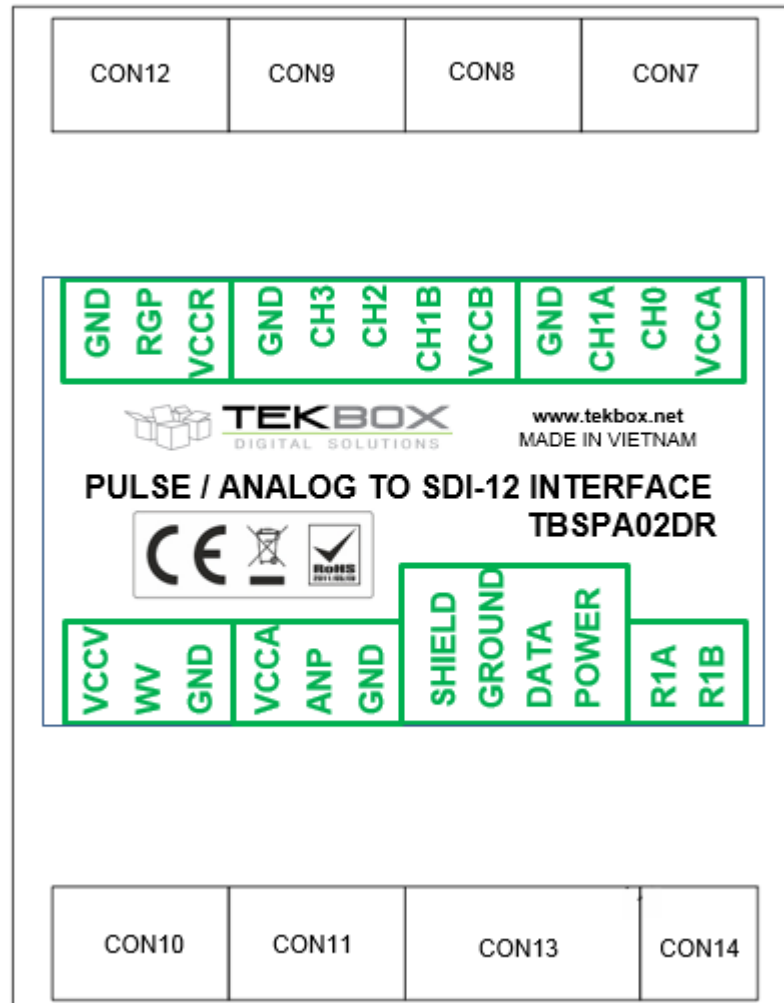 CON12 CON9 CON8 CON7
GND RGP VCCR GND CH3 CH2 CH1B VCCB GND CH1A CH0 VCCA
TEKBOX
DIGITAL SOLUTIONS
www.tekbox.net
MADE IN VIETNAM
PULSE / ANALOG TO SDI-12 INTERFACE
TBSPA02DR
CE
RoHS
VCCV WV GND VCCA ANP GND SHIELD GROUND DATA POWER R1A R1B
CON10 CON11 CON13 CON14